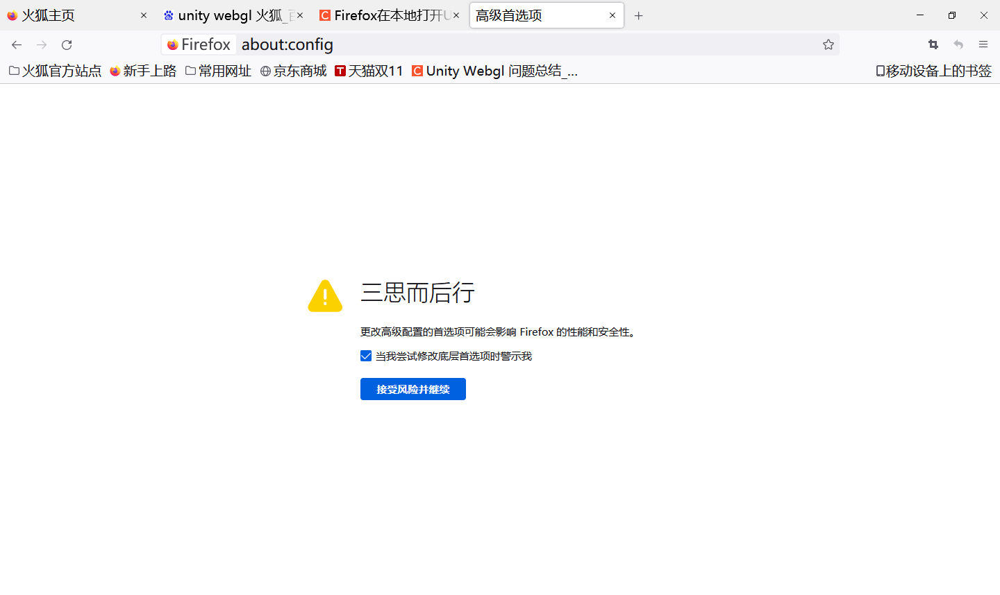 火狐主页
unity webgl 火狐_
Firefox在本地打开U
高级首选项
Firefox about:config
火狐官方站点 新手上路 常用网址 京东商城 天猫双11 Unity Webgl 问题总结_... 移动设备上的书签
三思而后行
更改高级配置的首选项可能会影响 Firefox 的性能和安全性。
当我尝试修改底层首选项时警示我
接受风险并继续